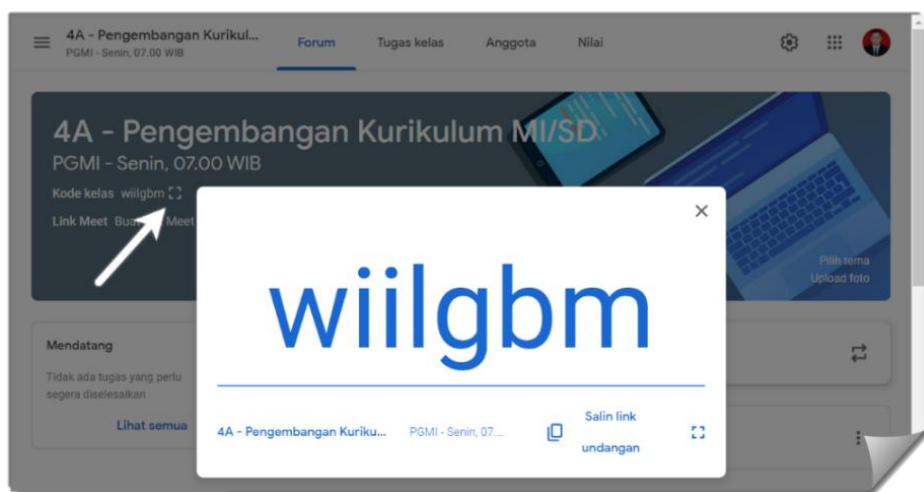 4A - Pengembangan Kurikul...
PGMI - Senin, 07.00 WIB
Forum
Tugas kelas
Anggota
Nilai
4A - Pengembangan Kurikulum MI/SD
PGMI - Senin, 07.00 WIB
Kode kelas wiilgbm
Link Meet Meet
Pilih tema
Upload foto
wiilgbm
4A - Pengembangan Kuriku...
PGMI - Senin, 07....
Salin link
undangan
Mendatang
Tidak ada tugas yang perlu
segera diselesaikan
Lihat semua